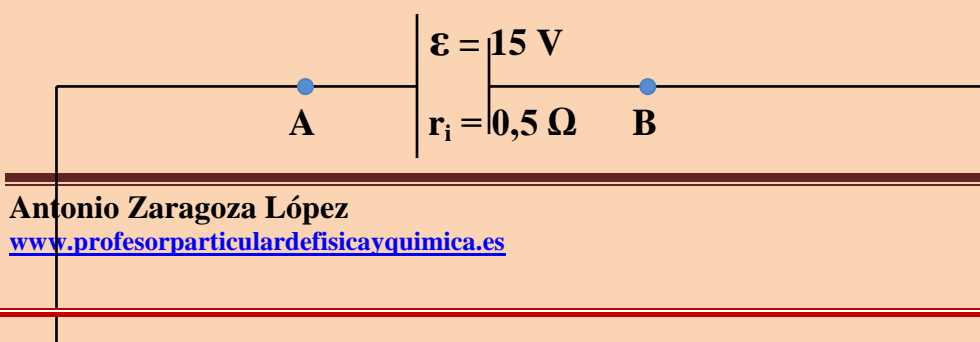 ε = 15 V
A
rᵢ = 0,5 Ω
B
Antonio Zaragoza López
www.profesorparticulardefisicayquimica.es